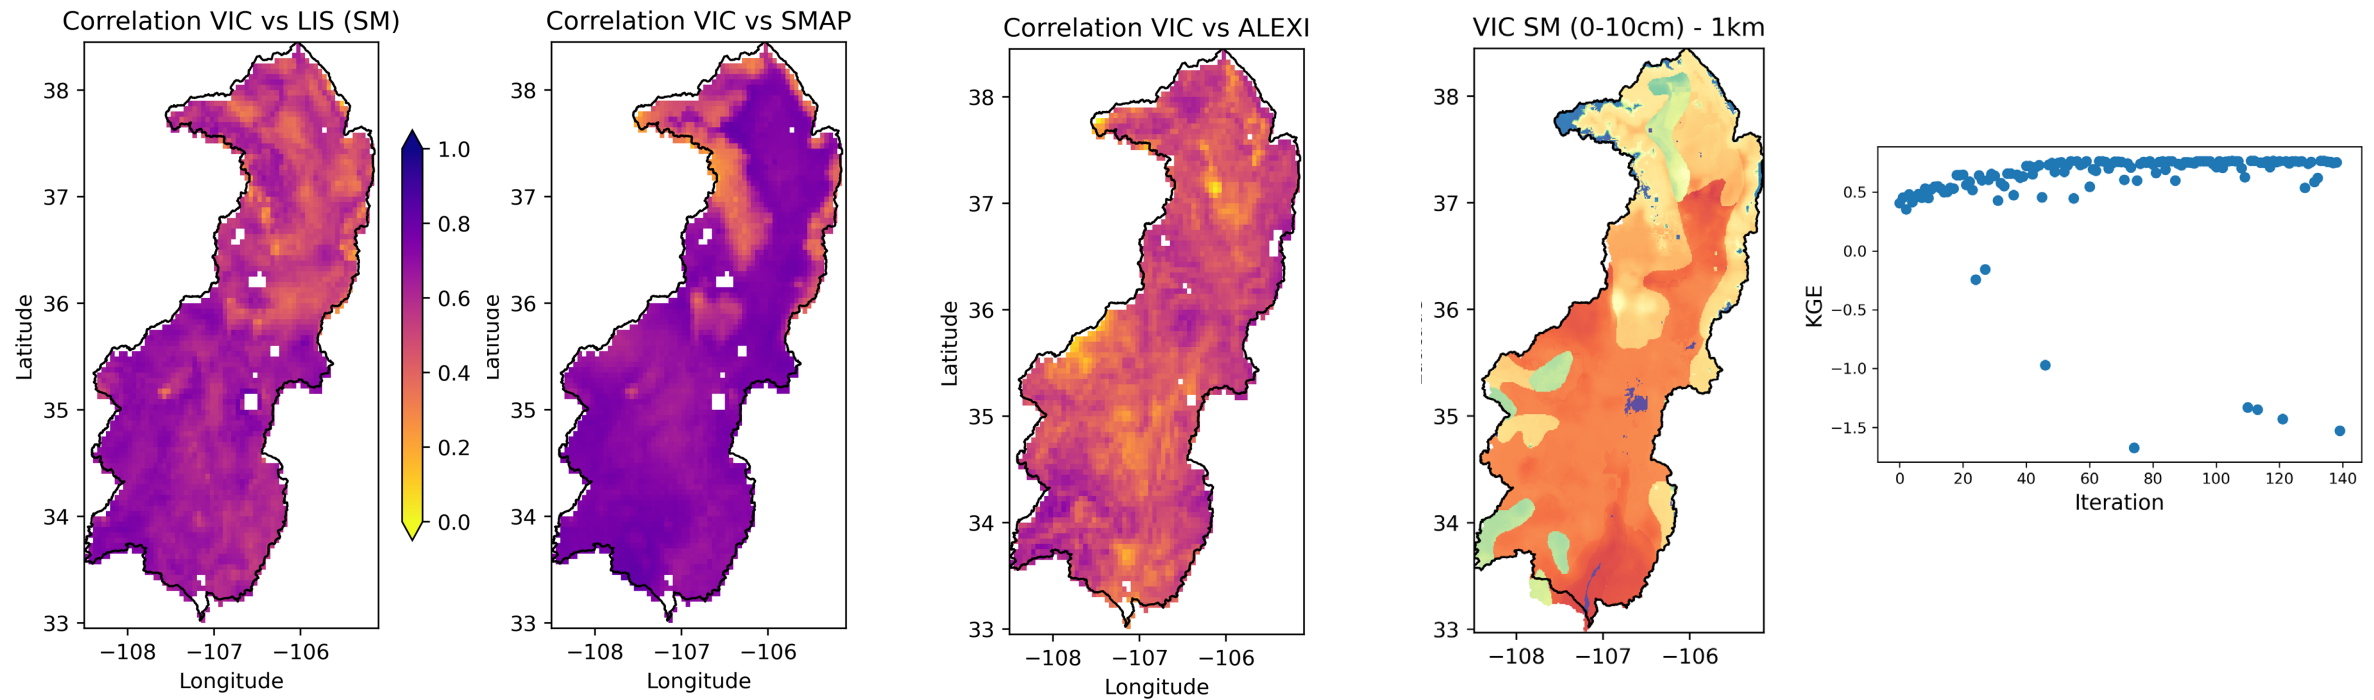 Correlation VIC vs LIS (SM)
38
37
36
35
34
33
Latitude
−108 −107 −106
Longitude
1.0
0.8
0.6
0.4
0.2
0.0
Correlation VIC vs SMAP
38
37
36
35
34
33
Latitude
−108 −107 −106
Longitude
Correlation VIC vs ALEXI
38
37
36
35
34
33
Latitude
−108 −107 −106
Longitude
VIC SM (0-10cm) - 1km
38
37
36
35
34
33
−108 −107 −106
0.5
0.0
−0.5
−1.0
−1.5
KGE
0 20 40 60 80 100 120 140
Iteration